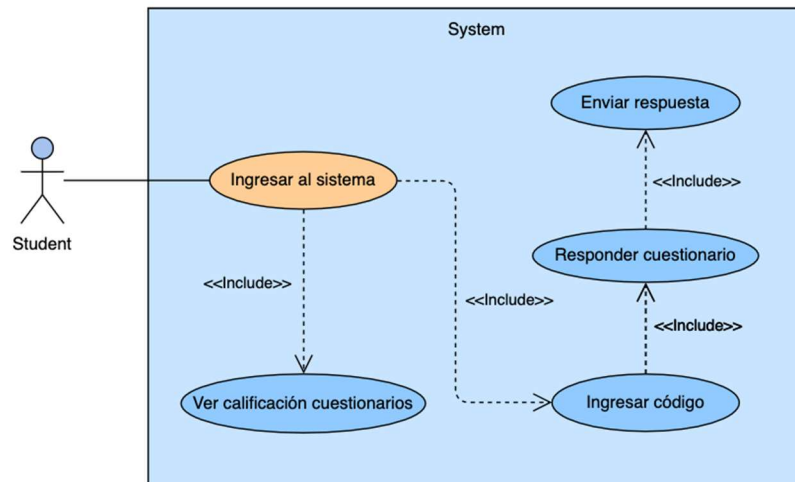 System
Enviar respuesta
Ingresar al sistema
<<Include>>
Student
Responder cuestionario
<<Include>>
<<Include>>
<<Include>>
Ver calificación cuestionarios
Ingresar código